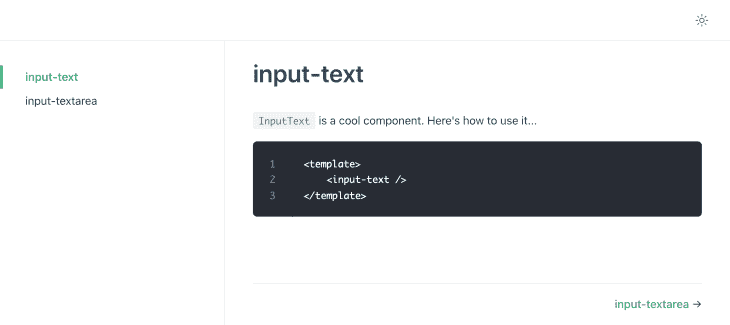 input-text
input-textarea
input-text
InputText is a cool component. Here's how to use it...
1 <template>
2 <input-text />
3 </template>
input-textarea →